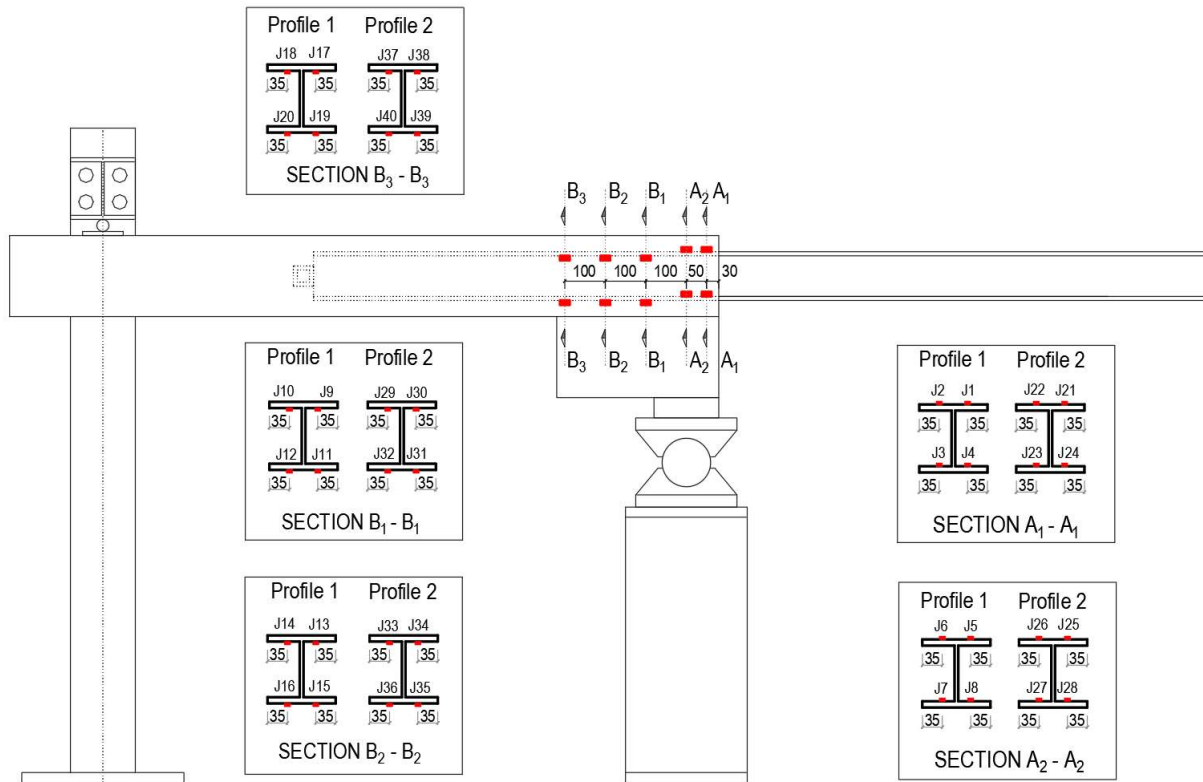 Profile 1 Profile 2
J18 J17 J37 J38
35 35 35 35
J20 J19 J40 J39
35 35 35 35
SECTION B₃ - B₃
B₃ B₂ B₁ A₂ A₁
100 100 100 50 30
B₃ B₂ B₁ A₂ A₁
Profile 1 Profile 2
J10 J9 J29 J30
35 35 35 35
J12 J11 J32 J31
35 35 35 35
SECTION B₁ - B₁
Profile 1 Profile 2
J2 J1 J22 J21
35 35 35 35
J3 J4 J23 J24
35 35 35 35
SECTION A₁ - A₁
Profile 1 Profile 2
J14 J13 J33 J34
35 35 35 35
J16 J15 J36 J35
35 35 35 35
SECTION B₂ - B₂
Profile 1 Profile 2
J6 J5 J26 J25
35 35 35 35
J7 J8 J27 J28
35 35 35 35
SECTION A₂ - A₂